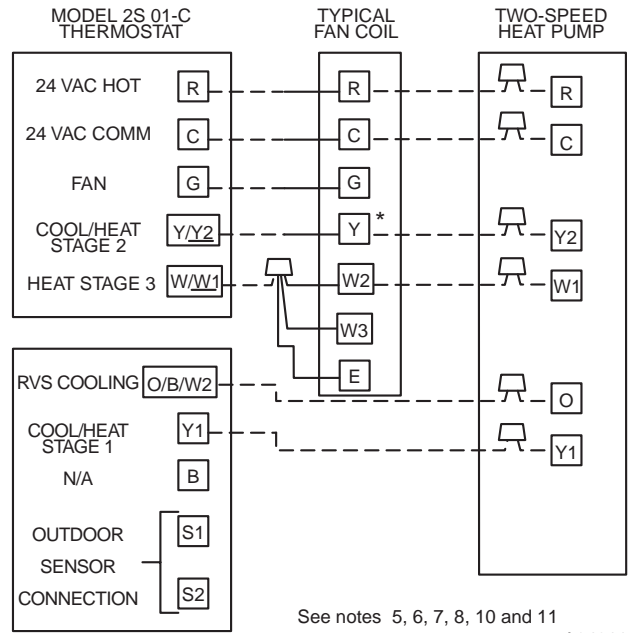 MODEL 2S 01-C
THERMOSTAT
TYPICAL
FAN COIL
TWO-SPEED
HEAT PUMP
24 VAC HOT R R R
24 VAC COMM C C C
FAN G G
COOL/HEAT
STAGE 2 Y/Y2 Y * Y2
HEAT STAGE 3 W/W1 W2 W1
W3
E
RVS COOLING O/B/W2 O
COOL/HEAT
STAGE 1 Y1 Y1
N/A B
OUTDOOR S1
SENSOR
CONNECTION S2
See notes 5, 6, 7, 8, 10 and 11